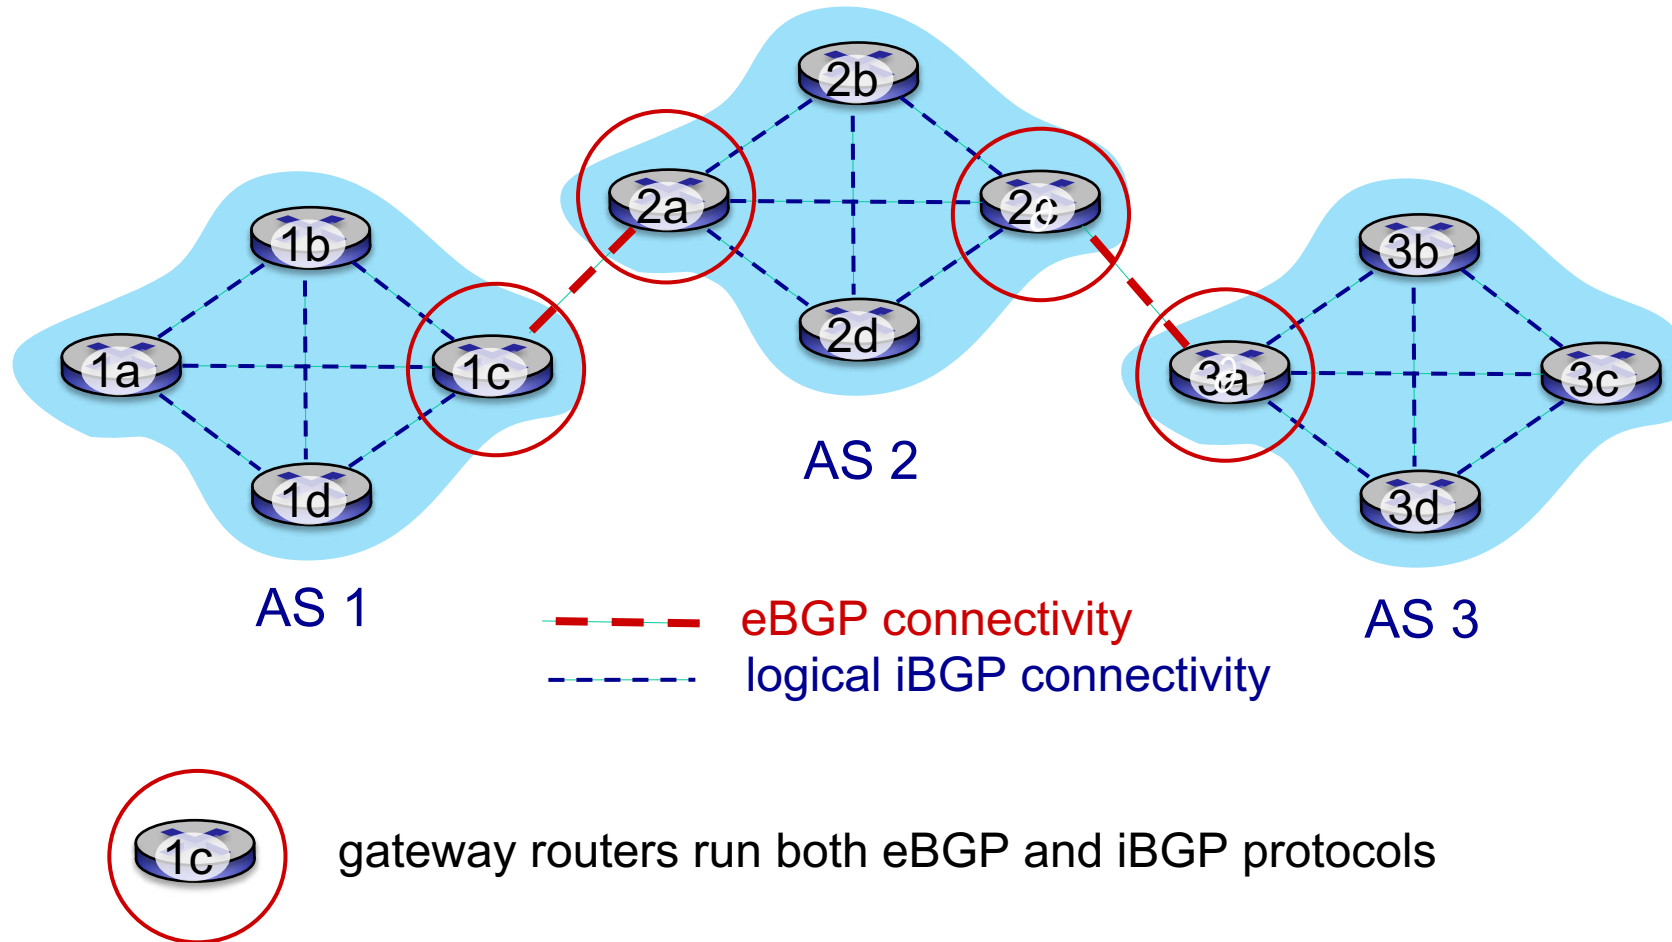 2b
2a
2c
1b
3b
1a
1c
2d
3a
3c
AS 2
1d
3d
AS 1
AS 3
eBGP connectivity
logical iBGP connectivity
1c
gateway routers run both eBGP and iBGP protocols